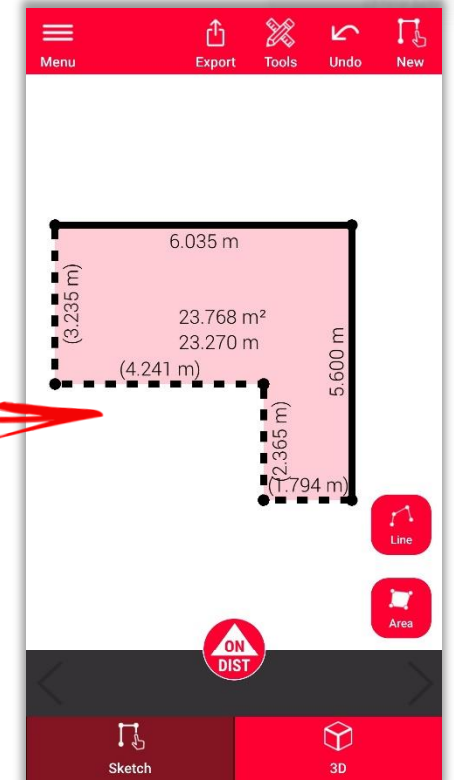 Menu
Export
Tools
Undo
New
6.035 m
(3.235 m)
23.768 m²
23.270 m
5.600 m
(4.241 m)
(2.365 m)
(1.794 m)
Line
Area
ON
DIST
Sketch
3D